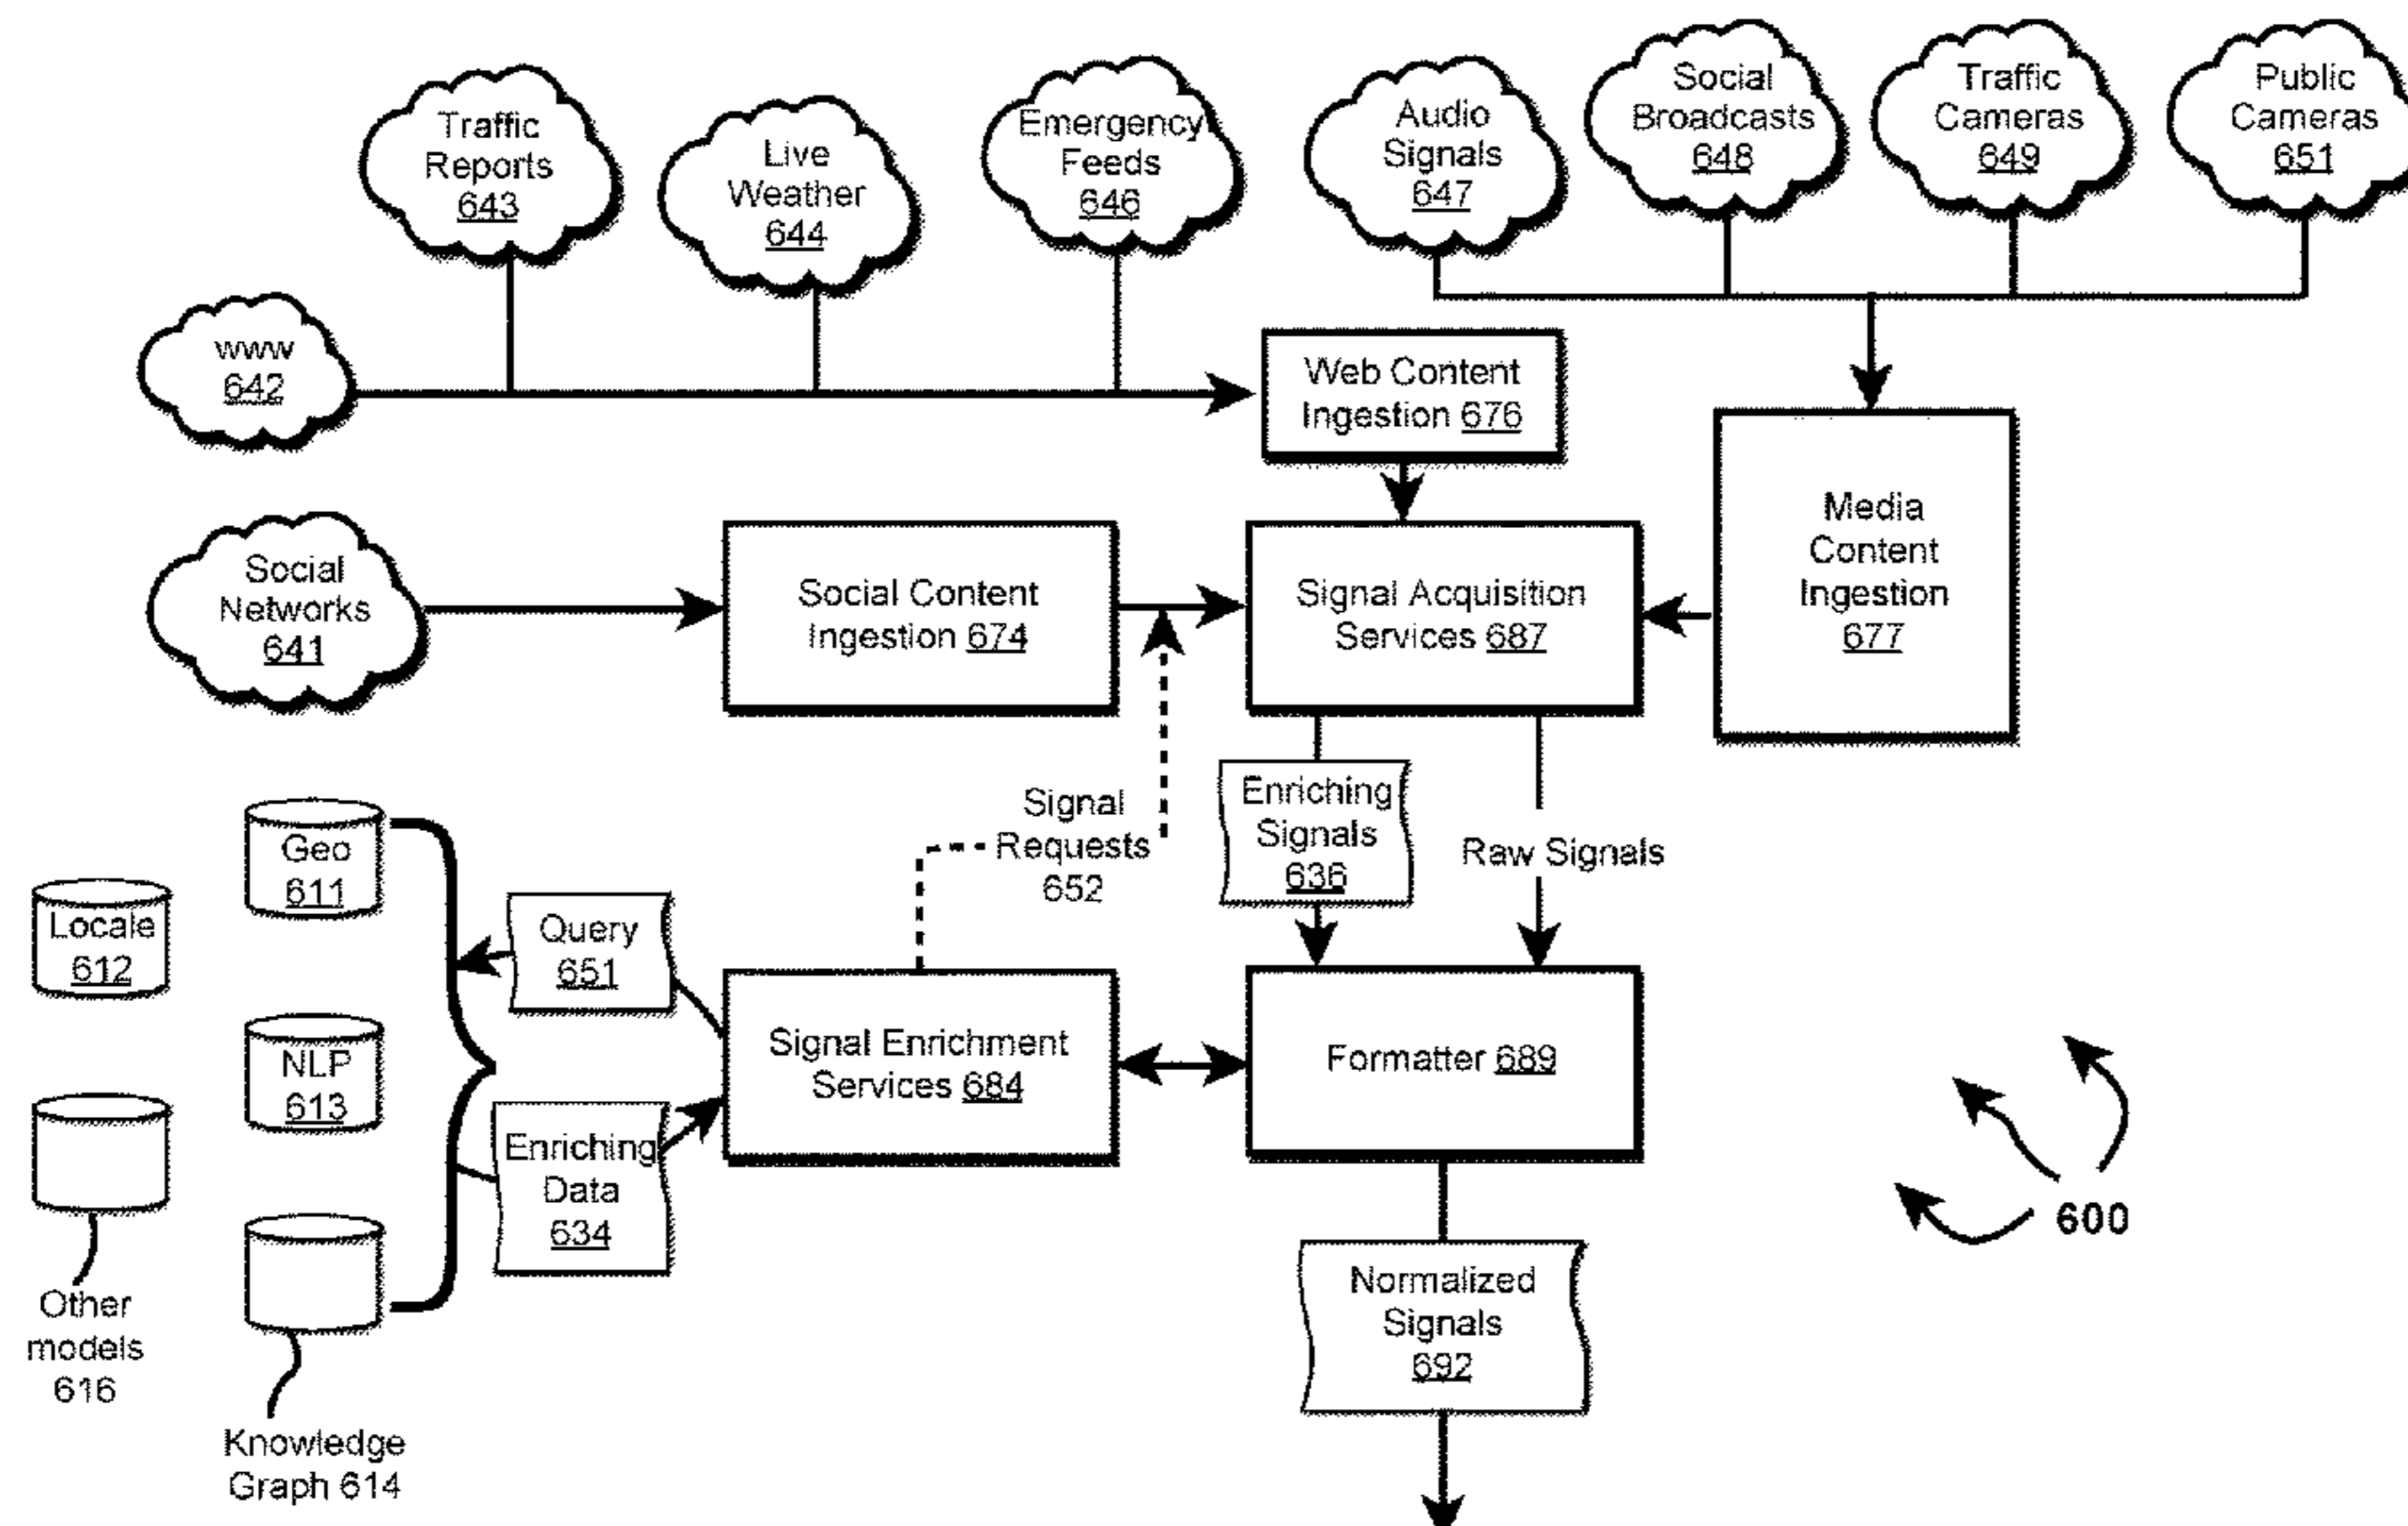 Traffic
Reports
643
Live
Weather
644
Emergency
Feeds
646
Audio
Signals
647
Social
Broadcasts
648
Traffic
Cameras
649
Public
Cameras
651
www
642
Web Content
Ingestion 676
Media
Content
Ingestion
677
Social
Networks
641
Social Content
Ingestion 674
Signal Acquisition
Services 687
Signal
Requests
652
Enriching
Signals
636
Raw Signals
Geo
611
Locale
612
Query
651
NLP
613
Signal Enrichment
Services 684
Formatter 689
Enriching
Data
634
600
Other
models
616
Normalized
Signals
692
Knowledge
Graph 614